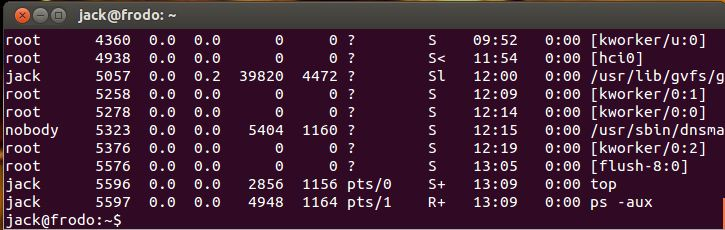 jack@frodo: ~
root 4360 0.0 0.0 0 0 ? S 09:52 0:00 [kworker/u:0]
root 4938 0.0 0.0 0 0 ? S< 11:54 0:00 [hci0]
jack 5057 0.0 0.2 39820 4472 ? Sl 12:00 0:00 /usr/lib/gvfs/g
root 5258 0.0 0.0 0 0 ? S 12:09 0:00 [kworker/0:1]
root 5278 0.0 0.0 0 0 ? S 12:14 0:00 [kworker/0:0]
nobody 5323 0.0 0.0 5404 1160 ? S 12:15 0:00 /usr/sbin/dnsma
root 5376 0.0 0.0 0 0 ? S 12:19 0:00 [kworker/0:2]
root 5576 0.0 0.0 0 0 ? S 13:05 0:00 [flush-8:0]
jack 5596 0.0 0.0 2856 1156 pts/0 S+ 13:09 0:00 top
jack 5597 0.0 0.0 4948 1164 pts/1 R+ 13:09 0:00 ps -aux
jack@frodo:~$